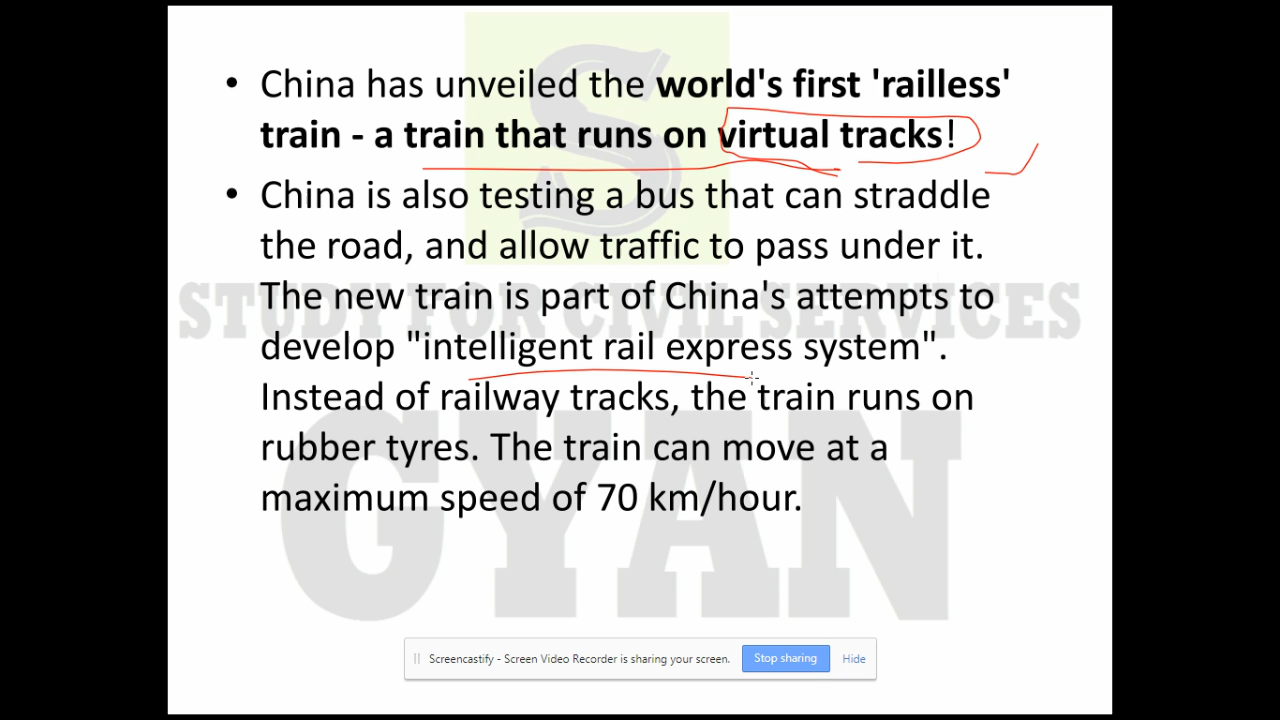 • China has unveiled the world's first 'railless'
train - a train that runs on virtual tracks!
• China is also testing a bus that can straddle
the road, and allow traffic to pass under it.
The new train is part of China's attempts to
develop "intelligent rail express system".
Instead of railway tracks, the train runs on
rubber tyres. The train can move at a
maximum speed of 70 km/hour.
S
STUDY FOR CIVIL SERVICES
GYAN
Screencastify - Screen Video Recorder is sharing your screen. Stop sharing Hide